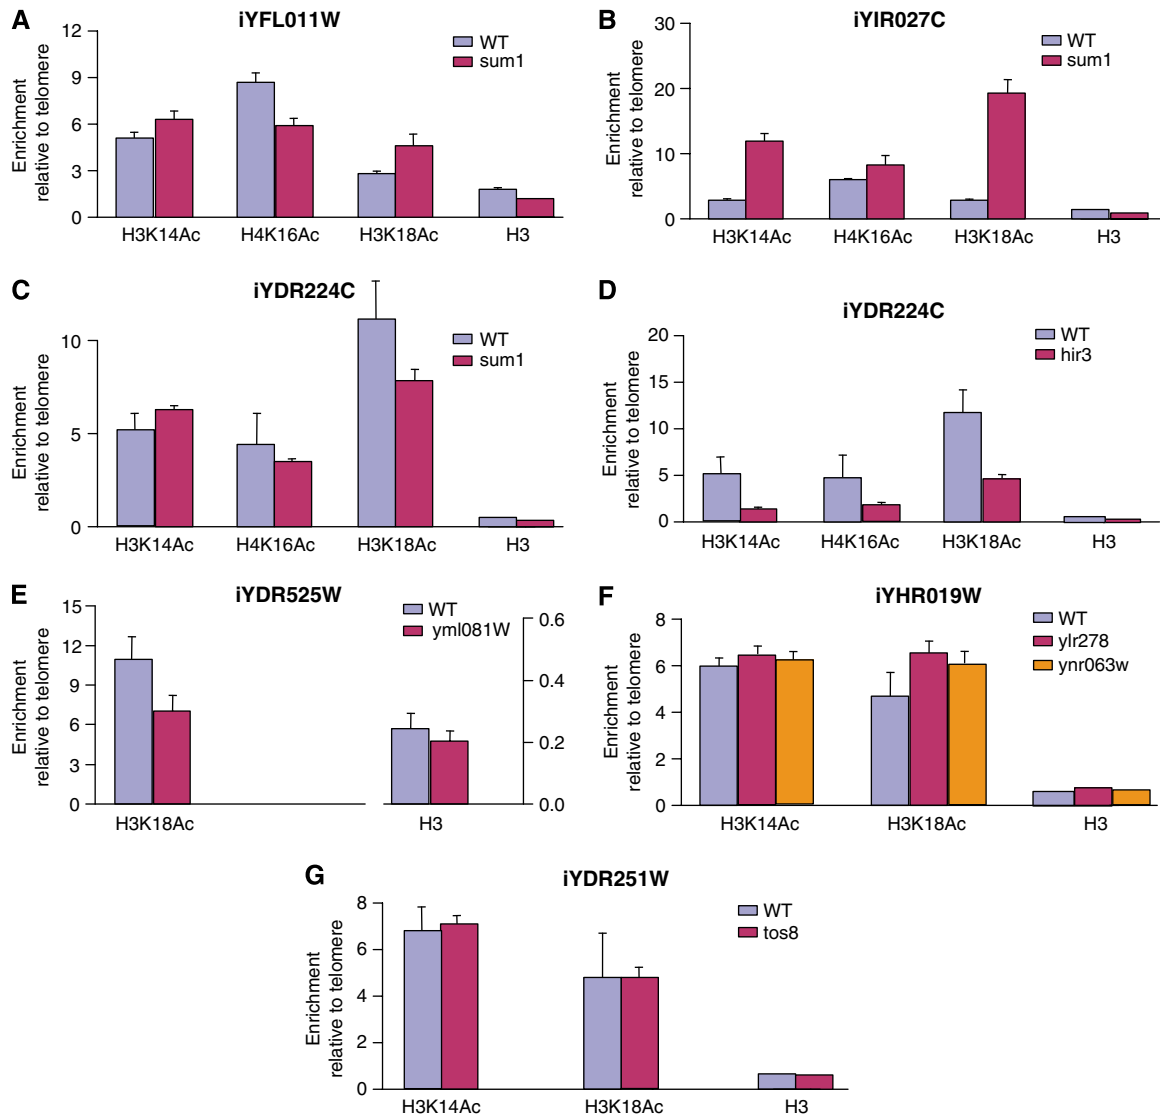 A
iYFL011W
Enrichment
relative to telomere
12
9
6
3
0
WT
sum1
H3K14Ac
H4K16Ac
H3K18Ac
H3
B
iYIR027C
Enrichment
relative to telomere
30
20
10
0
WT
sum1
H3K14Ac
H4K16Ac
H3K18Ac
H3
C
iYDR224C
Enrichment
relative to telomere
10
5
0
WT
sum1
H3K14Ac
H4K16Ac
H3K18Ac
H3
D
iYDR224C
Enrichment
relative to telomere
20
15
10
5
0
WT
hir3
H3K14Ac
H4K16Ac
H3K18Ac
H3
E
iYDR525W
Enrichment
relative to telomere
15
12
9
6
3
0
WT
yml081W
0.6
0.4
0.2
0.0
H3K18Ac
H3
F
iYHR019W
Enrichment
relative to telomere
8
6
4
2
0
WT
ylr278
ynr063w
H3K14Ac
H3K18Ac
H3
G
iYDR251W
Enrichment
relative to telomere
8
6
4
2
0
WT
tos8
H3K14Ac
H3K18Ac
H3